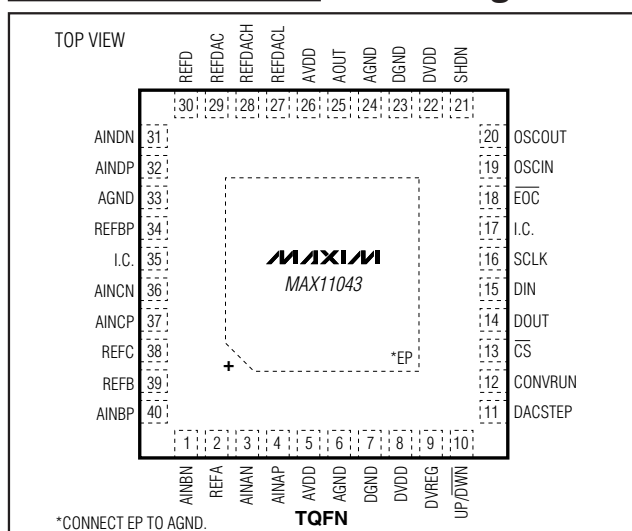 TOP VIEW
REFD
REFDAC
REFDACH
REFDACL
AVDD
AOUT
AGND
DGND
DVDD
SHDN
30 29 28 27 26 25 24 23 22 21
AINDN 31
AINDP 32
AGND 33
REFBP 34
I.C. 35
AINCN 36
AINCP 37
REFC 38
REFB 39
AINBP 40
20 OSCOUT
19 OSCIN
18 EOC
17 I.C.
16 SCLK
15 DIN
14 DOUT
13 CS
12 CONVRUN
11 DACSTEP
MAXIM
MAX11043
*EP
+
1 2 3 4 5 6 7 8 9 10
AINBN
REFA
AINAN
AINAP
AVDD
AGND
DGND
DVDD
DVREG
UP/DWN
TQFN
*CONNECT EP TO AGND.